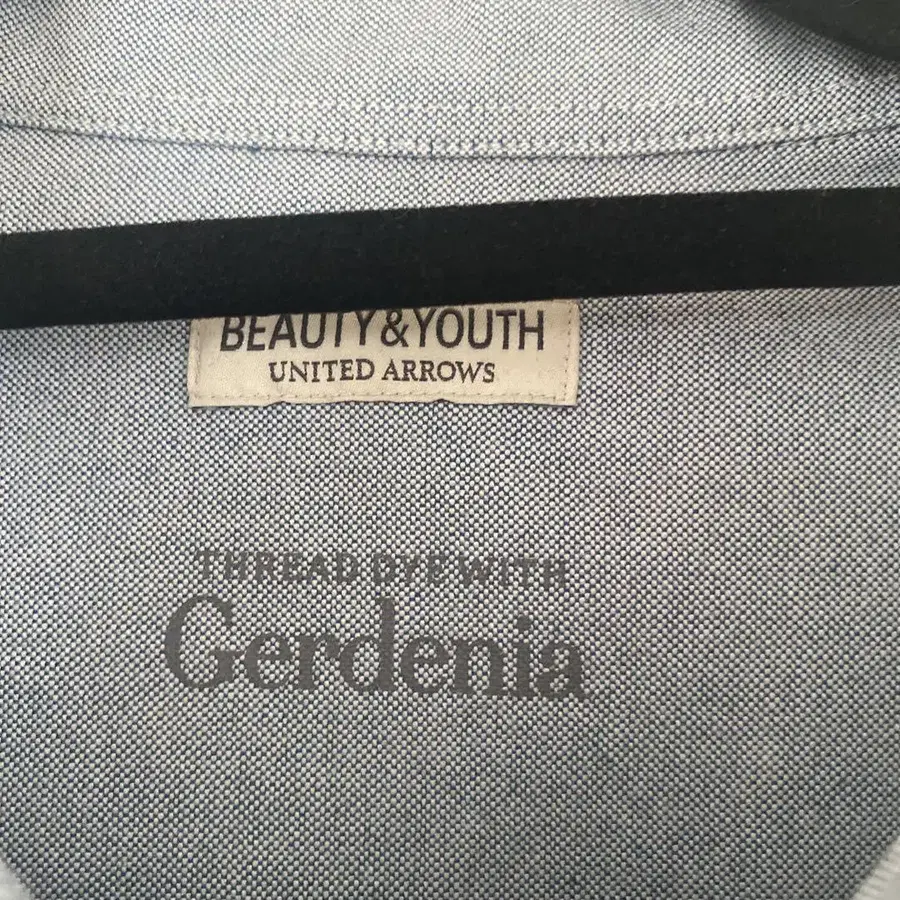 BEAUTY&YOUTH
UNITED ARROWS
THREAD DYE WITH
Gerdenia